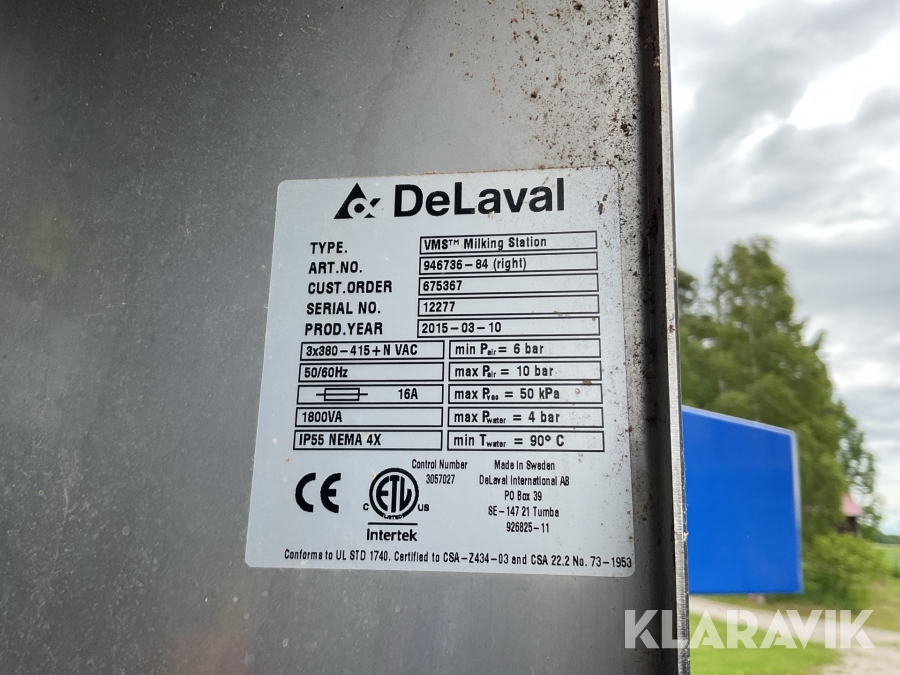 DeLaval
TYPE. VMS™ Milking Station
ART.NO. 946736-84 (right)
CUST.ORDER 675367
SERIAL NO. 12277
PROD.YEAR 2015-03-10
3x380-415+N VAC min Pair = 6 bar
50/60Hz max Pair = 10 bar
16A max Pvac = 50 kPa
1800VA max Pwater = 4 bar
IP55 NEMA 4X min Twater = 90° C
CE
Control Number
3057027
ETL
C US
LISTED
Intertek
Made in Sweden
DeLaval International AB
PO Box 39
SE-147 21 Tumba
926825-11
Conforms to UL STD 1740. Certified to CSA-Z434-03 and CSA 22.2 No. 73-1953
KLARAVIK